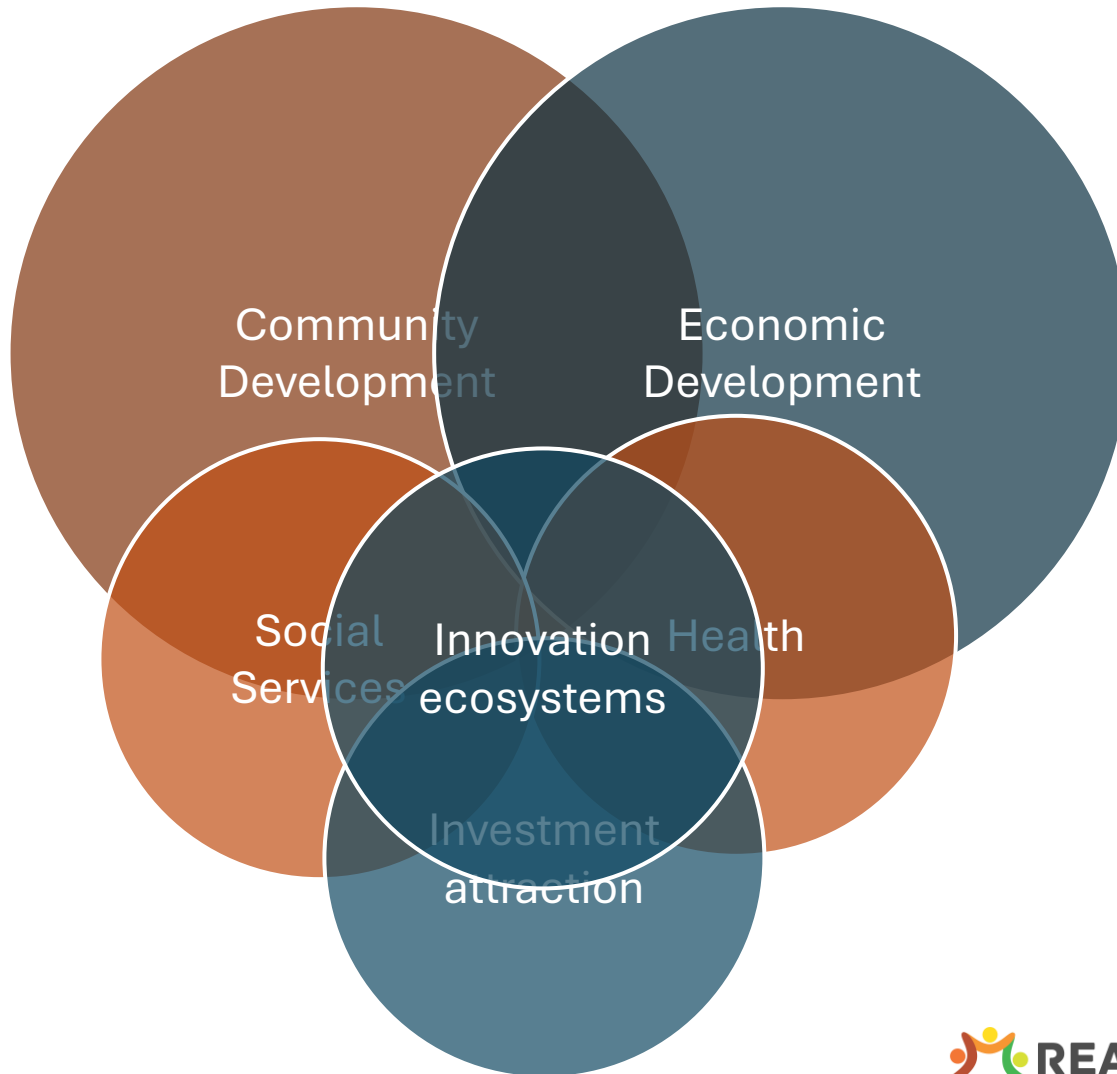 Community
Development
Economic
Development
Social
Services
Innovation
ecosystems
Health
Investment
attraction
REA